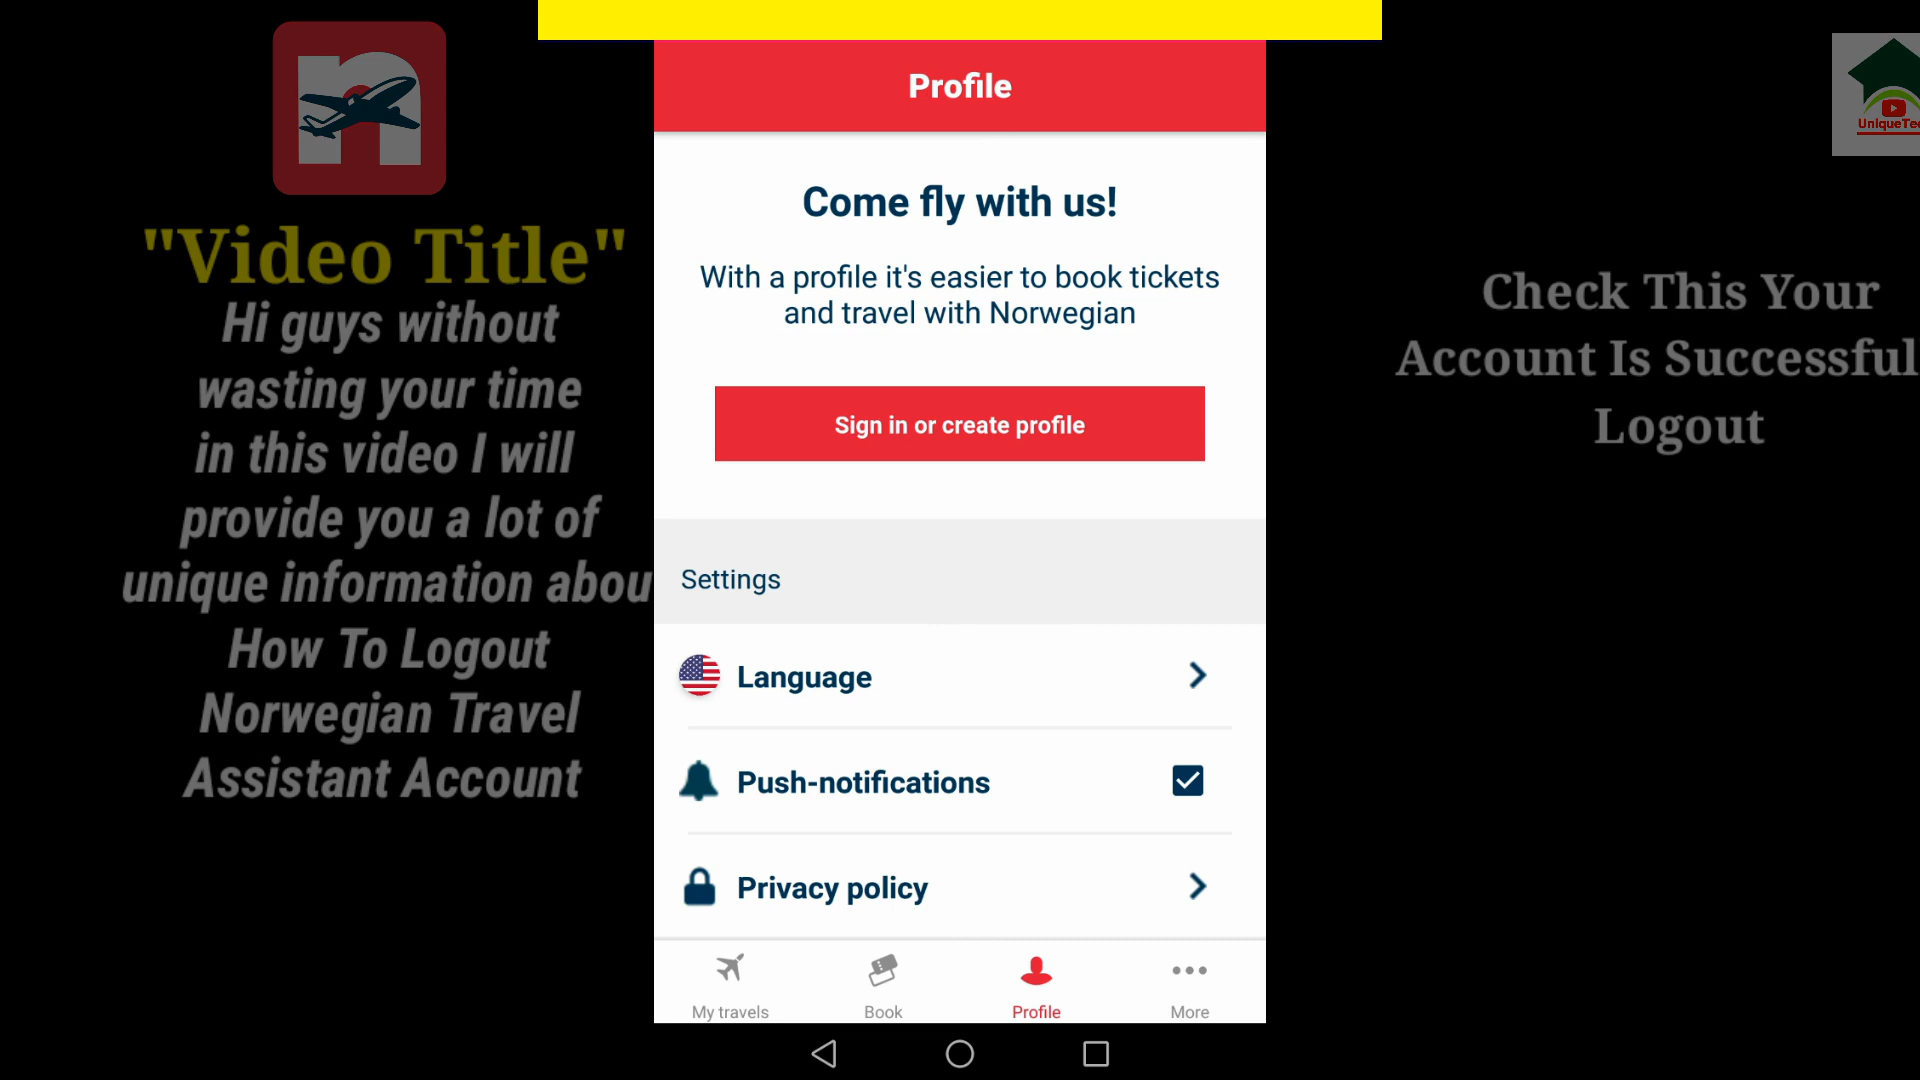 "Video Title"
Hi guys without
wasting your time
in this video I will
provide you a lot of
unique information abou
How To Logout
Norwegian Travel
Assistant Account
Profile
Come fly with us!
With a profile it's easier to book tickets
and travel with Norwegian
Sign in or create profile
Settings
Language
Push-notifications
Privacy policy
My travels
Book
Profile
More
n
UniqueTec
Check This Your
Account Is Successful
Logout